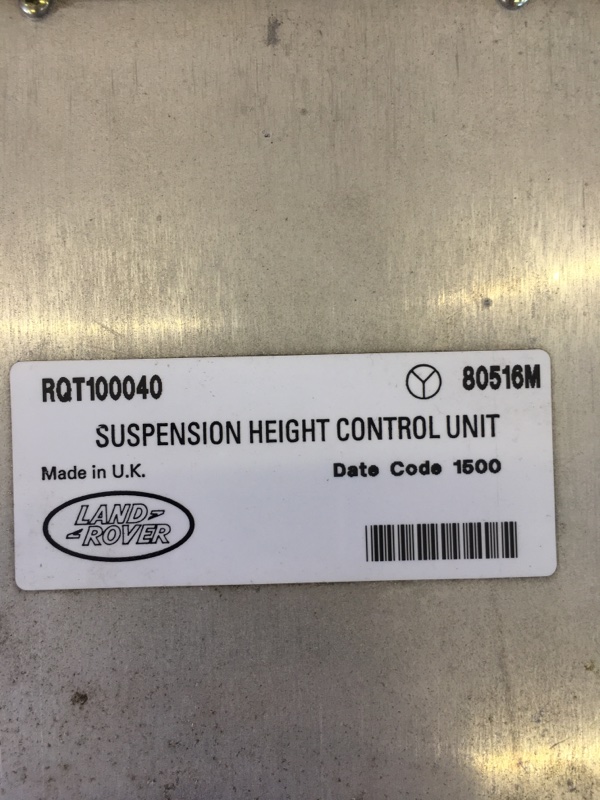 RQT100040 80516M
SUSPENSION HEIGHT CONTROL UNIT
Made in U.K. Date Code 1500
LAND
ROVER